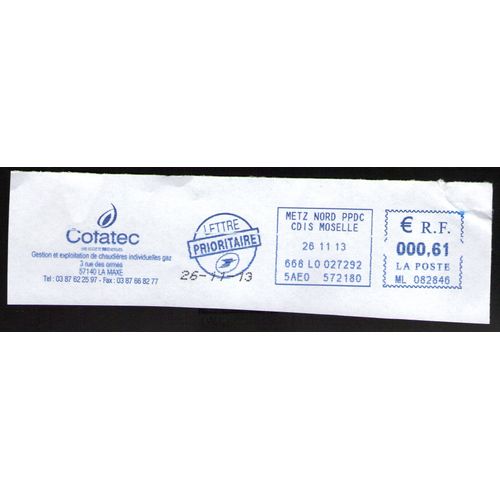 Cofatec
Gestion et exploitation de chaudières individuelles gaz
3 rue des ormes
57140 LA MAXE
Tel : 03 87 62 25 97 - Fax : 03 87 66 82 77
LETTRE
PRIORITAIRE
26-11-13
METZ NORD PPDC
CDIS MOSELLE
26 11 13
668 L0 027292
5AE0 572180
€ R.F.
000,61
LA POSTE
ML 082846